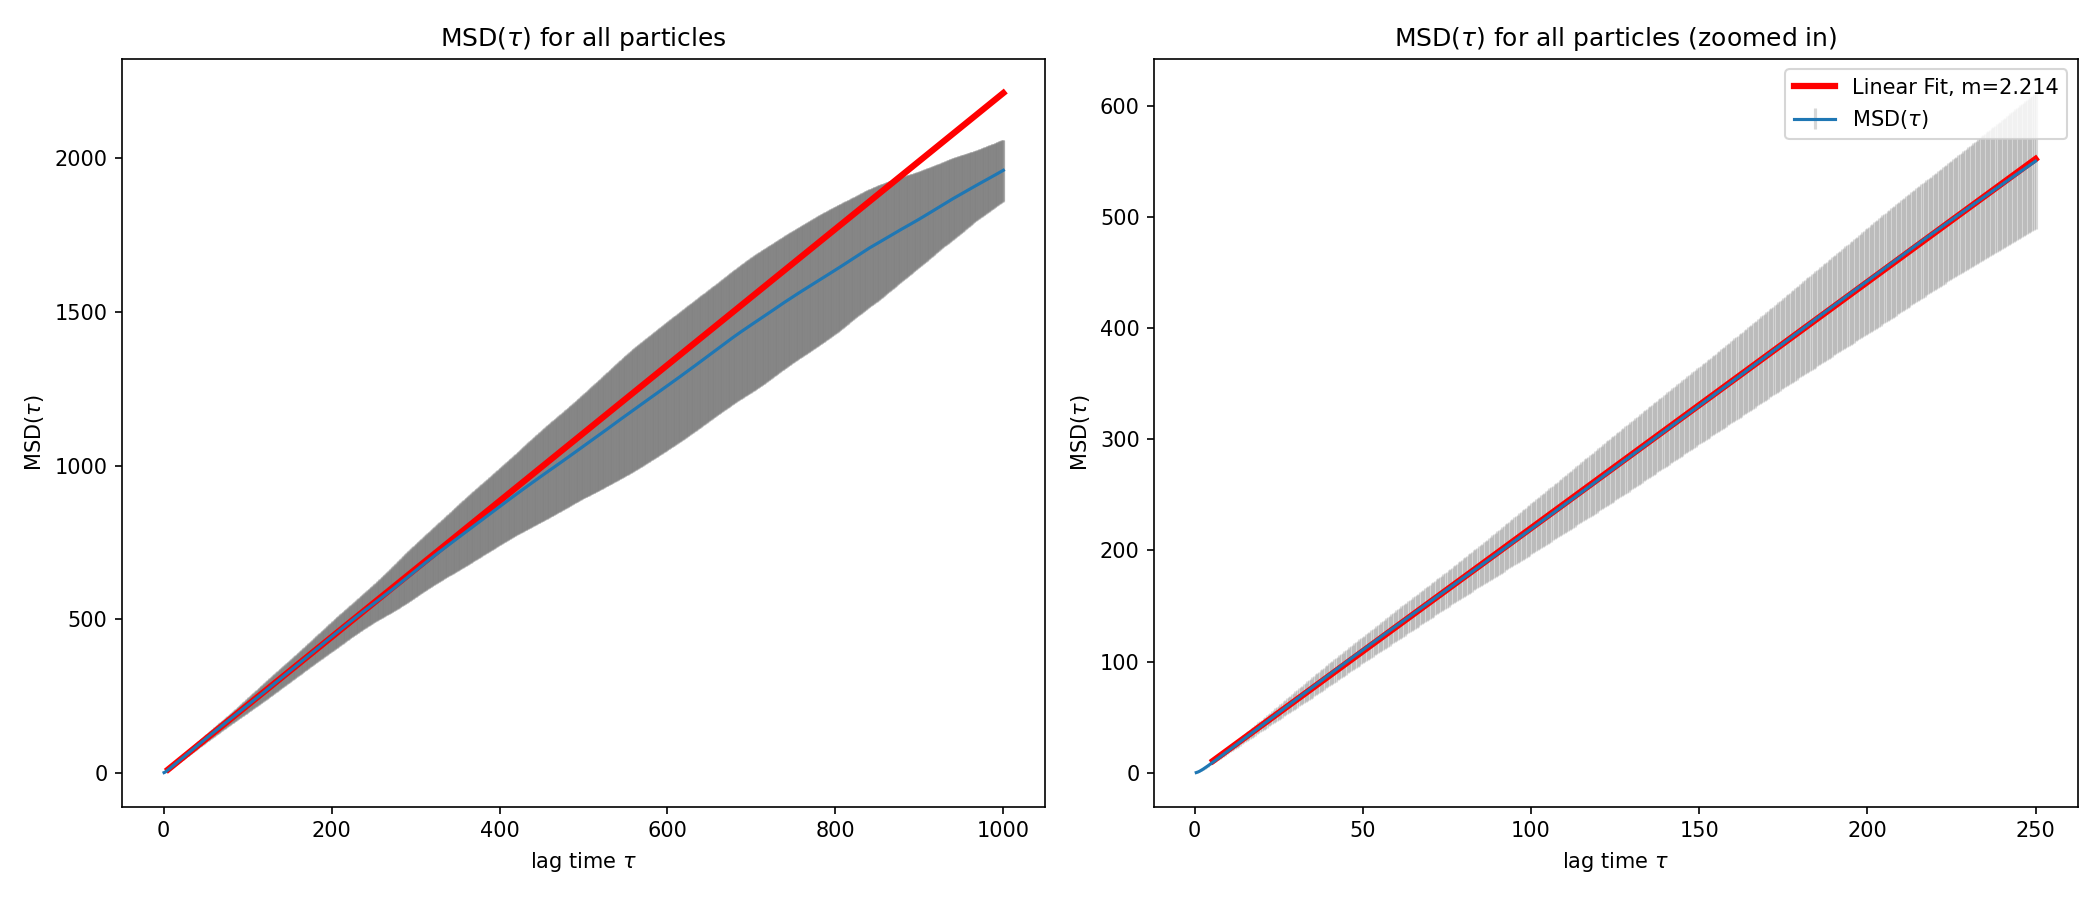 MSD(τ) for all particles
MSD(τ)
2000
1500
1000
500
0
0 200 400 600 800 1000
lag time τ
MSD(τ) for all particles (zoomed in)
Linear Fit, m=2.214
MSD(τ)
MSD(τ)
600
500
400
300
200
100
0
0 50 100 150 200 250
lag time τ